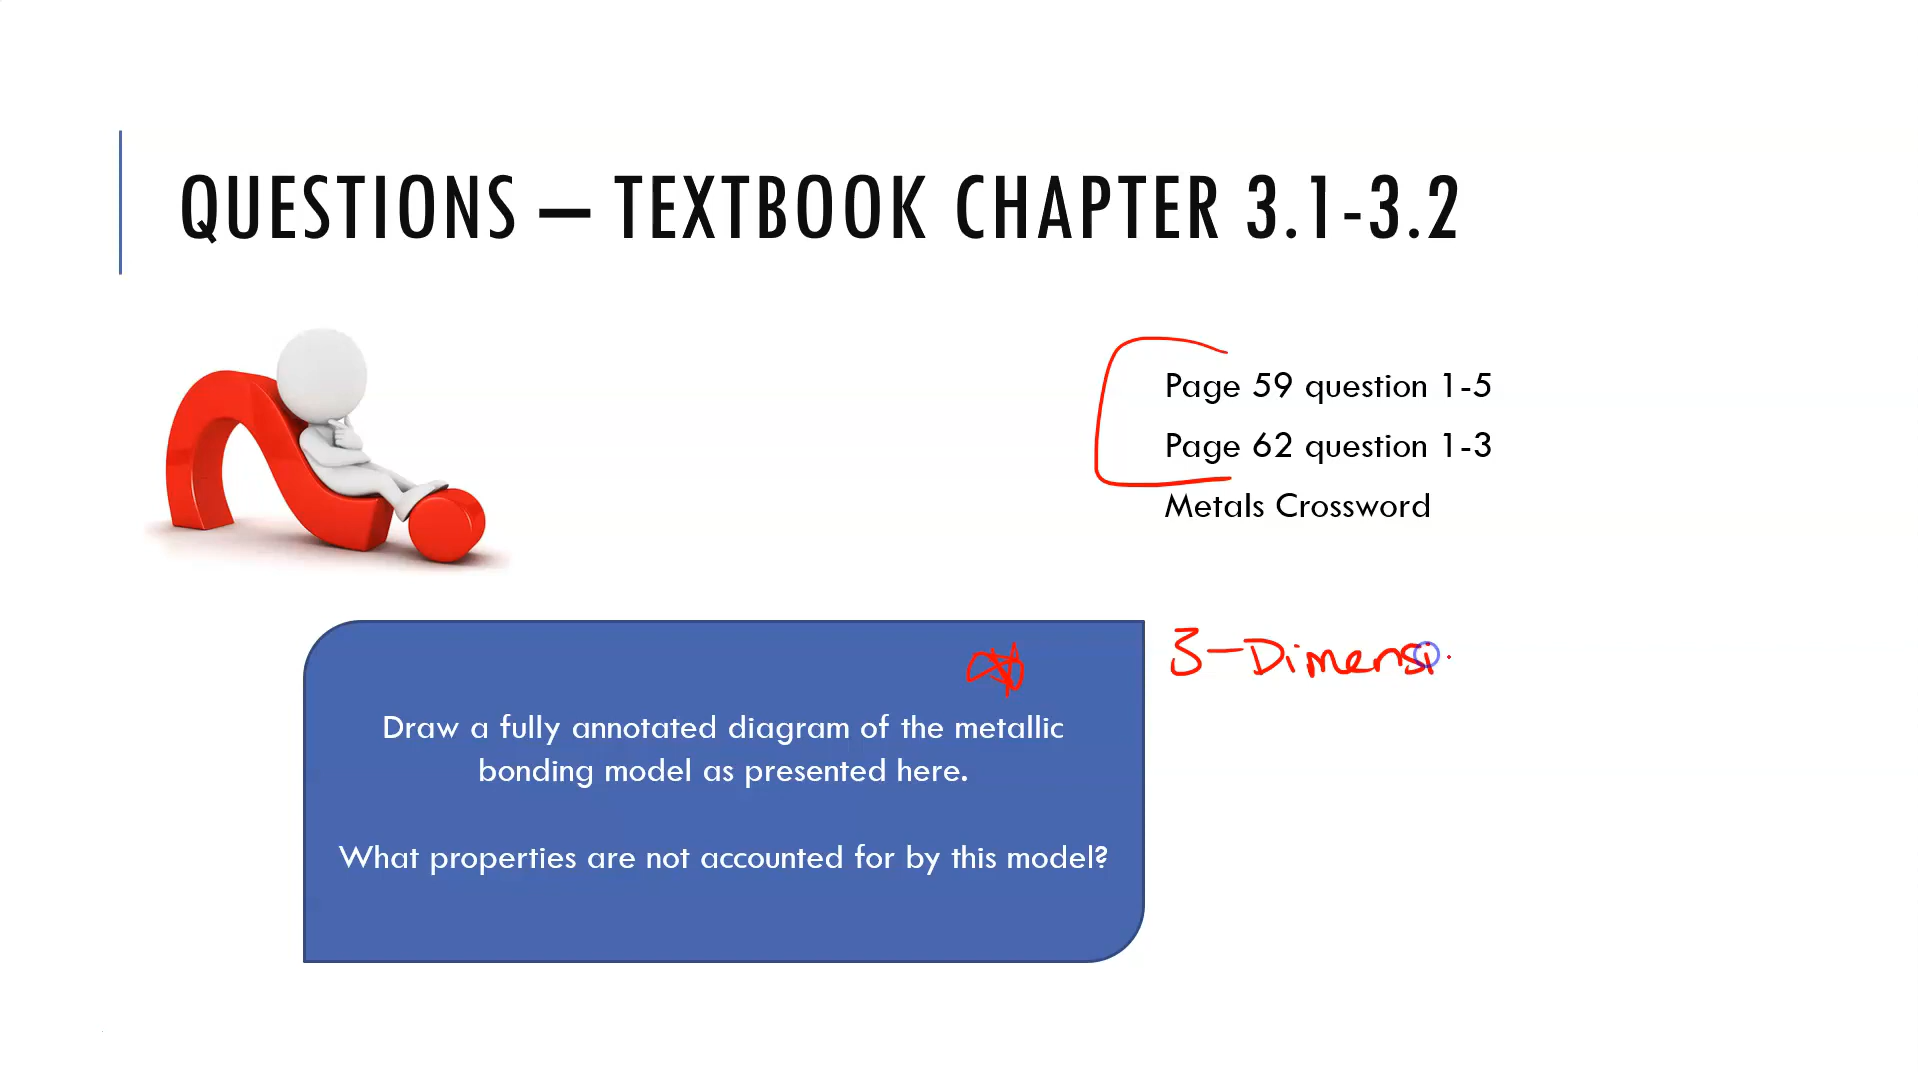 QUESTIONS – TEXTBOOK CHAPTER 3.1-3.2
Page 59 question 1-5
Page 62 question 1-3
Metals Crossword
3-Dimensi
Draw a fully annotated diagram of the metallic
bonding model as presented here.
What properties are not accounted for by this model?